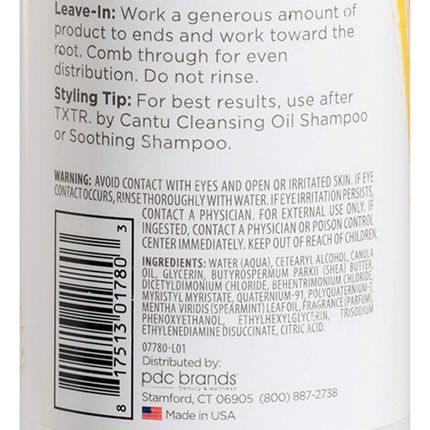 Leave-In: Work a generous amount of
product to ends and work toward the
root. Comb through for even
distribution. Do not rinse.
Styling Tip: For best results, use after
TXTR. by Cantu Cleansing Oil Shampoo
or Soothing Shampoo.
WARNING: AVOID CONTACT WITH EYES AND OPEN OR IRRITATED SKIN. IF EYE
CONTACT OCCURS, RINSE THOROUGHLY WITH WATER. IF EYE IRRITATION PERSISTS,
CONTACT A PHYSICIAN. FOR EXTERNAL USE ONLY. IF
INGESTED, CONTACT A PHYSICIAN OR POISON CONTROL
CENTER IMMEDIATELY. KEEP OUT OF REACH OF CHILDREN.
INGREDIENTS: WATER (AQUA), CETEARYL ALCOHOL, CANOLA
OIL, GLYCERIN, BUTYROSPERMUM PARKII (SHEA) BUTTER,
DICETYLDIMONIUM CHLORIDE, BEHENTRIMONIUM CHLORIDE,
MYRISTYL MYRISTATE, QUATERNIUM-91, POLYQUATERNIUM-7,
MENTHA VIRIDIS (SPEARMINT) LEAF OIL, FRAGRANCE (PARFUM),
PHENOXYETHANOL, ETHYLHEXYLGLYCERIN, TRISODIUM
ETHYLENEDIAMINE DISUCCINATE, CITRIC ACID
07780-L01
Distributed by:
pdc brands
beauty & wellness
Stamford, CT 06905 (800) 887-2738
Made in USA
8 17513 01780 3